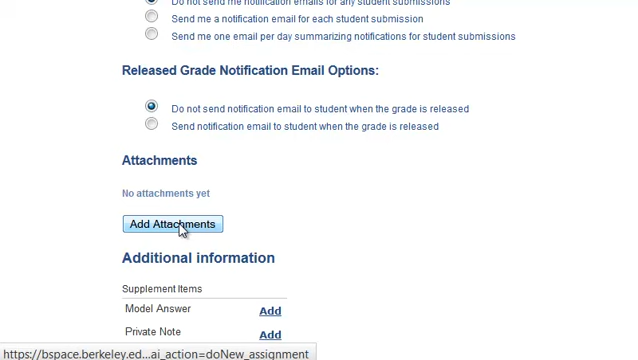 Do not send me notification emails for any student submissions
Send me a notification email for each student submission
Send me one email per day summarizing notifications for student submissions
Released Grade Notification Email Options:
Do not send notification email to student when the grade is released
Send notification email to student when the grade is released
Attachments
No attachments yet
Add Attachments
Additional information
Supplement Items
Model Answer Add
Private Note Add
https://bspace.berkeley.ed...ai_action=doNew_assignment